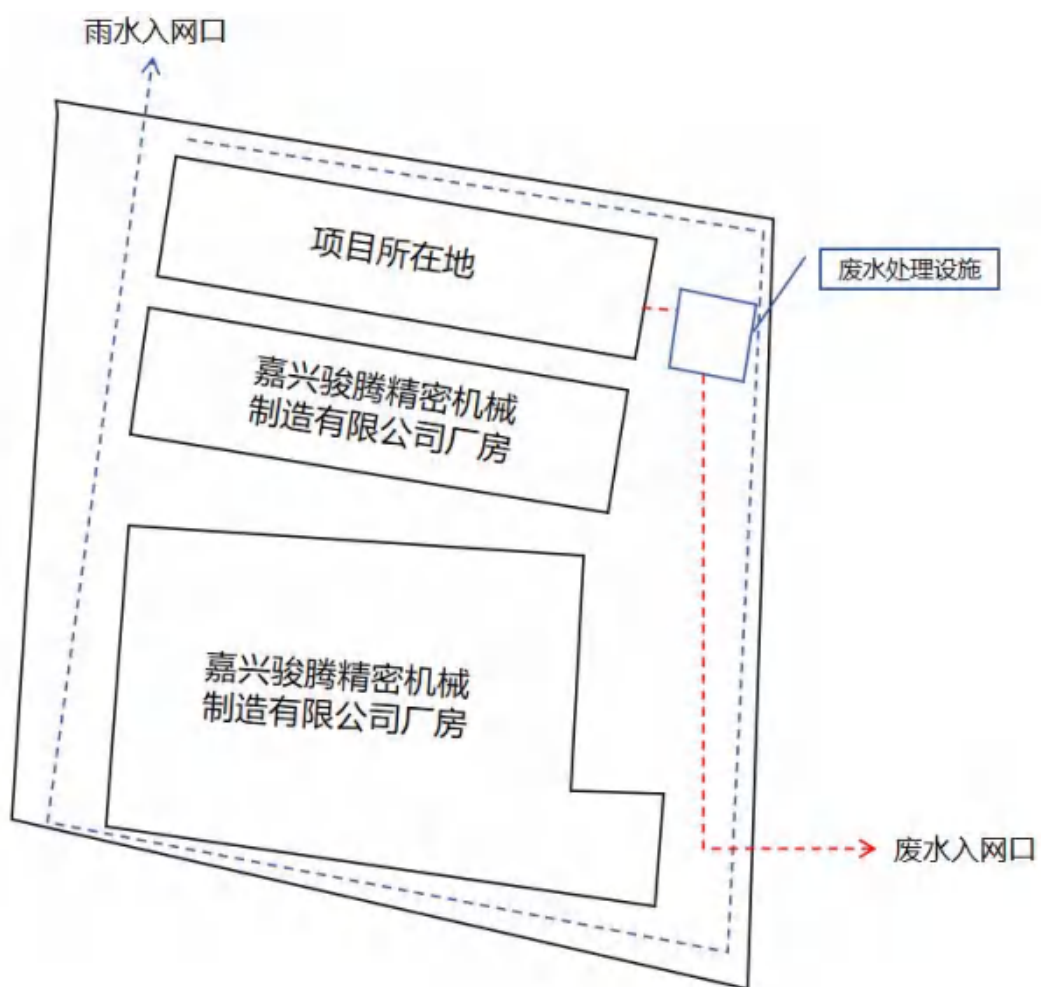 雨水入网口
项目所在地
废水处理设施
嘉兴骏腾精密机械
制造有限公司厂房
嘉兴骏腾精密机械
制造有限公司厂房
废水入网口